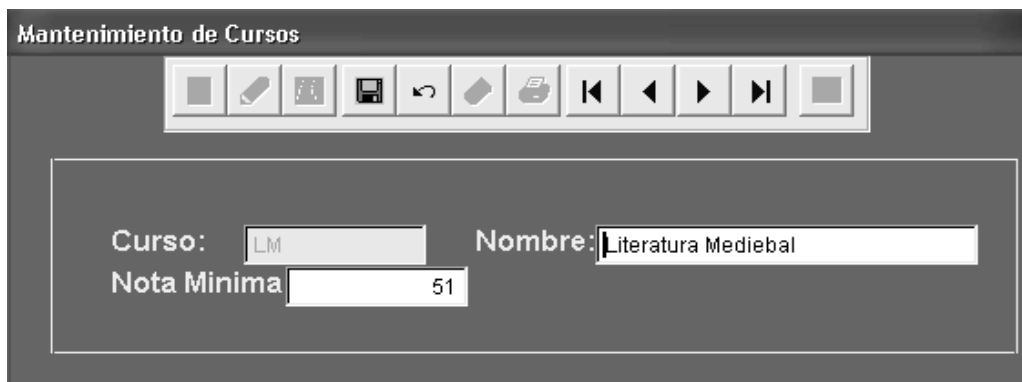 Mantenimiento de Cursos
Curso: LM Nombre: Literatura Mediebal
Nota Minima 51